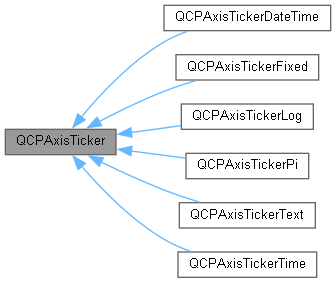 QCPAxisTickerDateTime
QCPAxisTickerFixed
QCPAxisTickerLog
QCPAxisTicker
QCPAxisTickerPi
QCPAxisTickerText
QCPAxisTickerTime